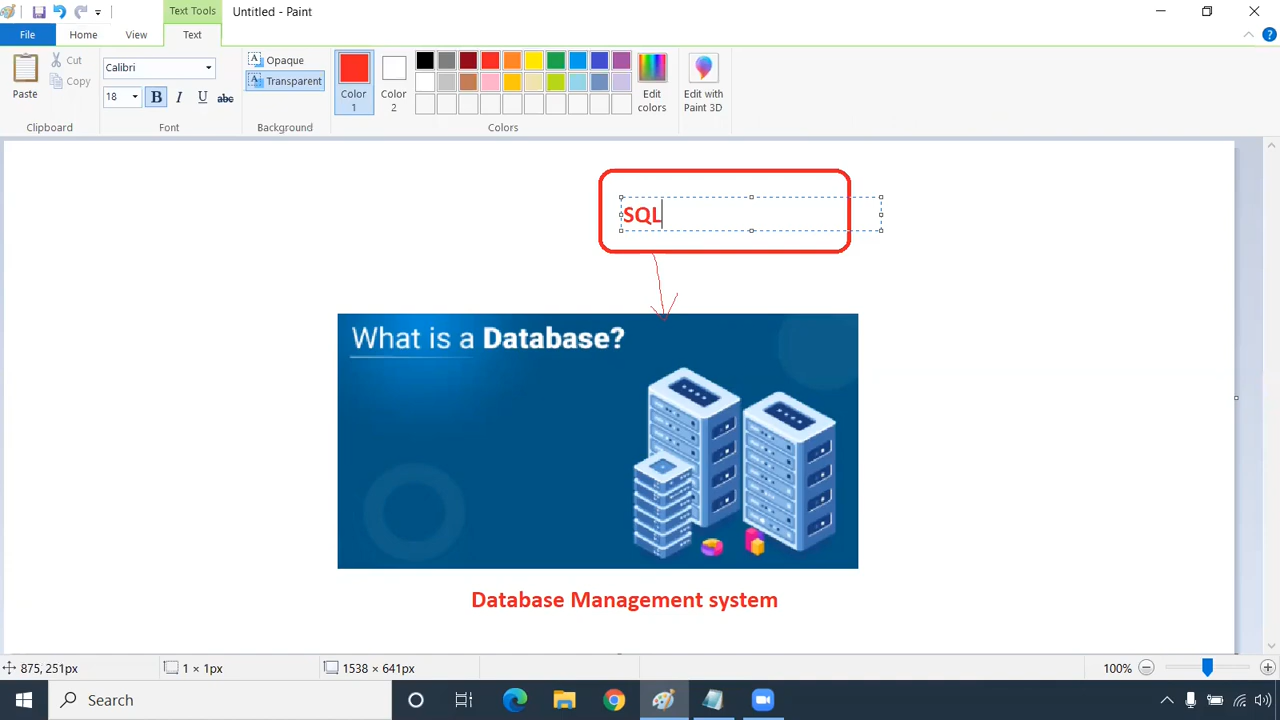 Text Tools
Untitled - Paint
File
Home
View
Text
Paste
Cut
Copy
Clipboard
Calibri
18
B
I
U
abc
Font
Opaque
Transparent
Background
Color 1
Color 2
Colors
Edit colors
Edit with Paint 3D
SQL
What is a Database?
Database Management system
875, 251px
1 × 1px
1538 × 641px
100%
Search